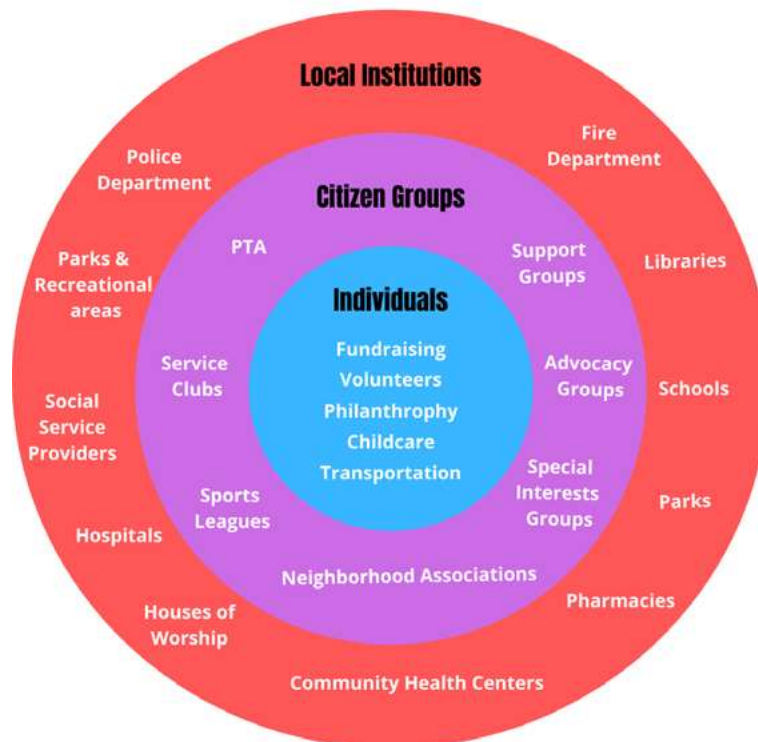 Local Institutions
Police
Department
Fire
Department
Parks &
Recreational
areas
Libraries
Social
Service
Providers
Schools
Hospitals
Parks
Houses of
Worship
Pharmacies
Community Health Centers
Citizen Groups
PTA
Support
Groups
Service
Clubs
Advocacy
Groups
Sports
Leagues
Special
Interests
Groups
Neighborhood Associations
Individuals
Fundraising
Volunteers
Philanthrophy
Childcare
Transportation